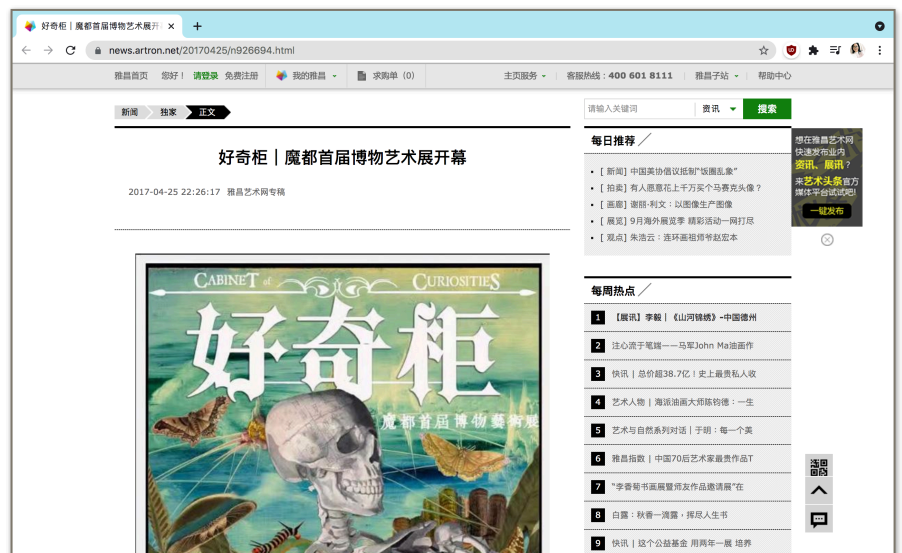 好奇柜｜魔都首届博物艺术展开
news.artron.net/20170425/n926694.html
雅昌首页 您好！ 请登录 免费注册 我的雅昌 求购单（0） 主页服务 客服热线：400 601 8111 雅昌子站 帮助中心
新闻 独家 正文
请输入关键词 资讯 搜索
好奇柜｜魔都首届博物艺术展开幕
2017-04-25 22:26:17 雅昌艺术网专稿
每日推荐
[ 新闻] 中国美协倡议抵制“饭圈乱象”
[ 拍卖] 有人愿意花上千万买个马赛克头像？
[ 画廊] 谢丽·利文：以图像生产图像
[ 展览] 9月海外展览季 精彩活动一网打尽
[ 观点] 朱浩云：连环画祖师爷赵宏本
想在雅昌艺术网
快速发布业内
资讯、展讯？
来艺术头条官方
媒体平台试试吧!
一键发布
每周热点
1 【展讯】李毅｜《山河锦绣》-中国德州
2 注心流于笔端——马军John Ma油画作
3 快讯 | 总价超38.7亿！史上最贵私人收
4 艺术人物 | 海派油画大师陈钧德：一生
5 艺术与自然系列对话｜于明：每一个美
6 雅昌指数 | 中国70后艺术家最贵作品T
7 “李香菊书画展暨师友作品邀请展”在
8 白露：秋香一滴露，挥尽人生书
9 快讯 | 这个公益基金 用两年一展 培养
CABINET of CURIOSITIES
好奇柜
魔都首届博物藝術展